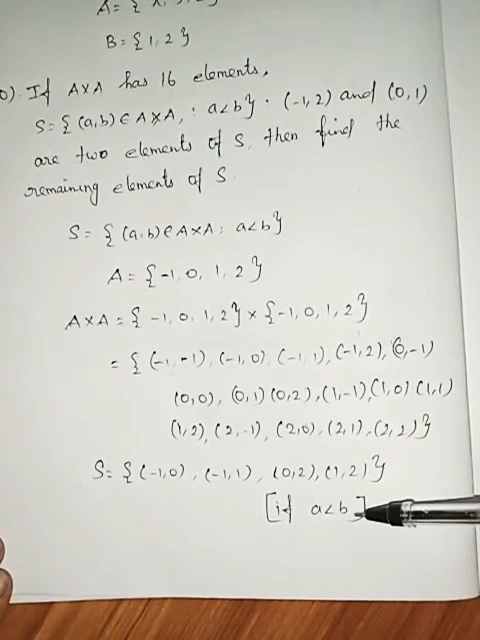 B = {1, 2}
0). If A×A has 16 elements,
S = {(a,b) ∈ A×A, : a<b}. (-1,2) and (0,1)
are two elements of S, then find the
remaining elements of S.
S = {(a,b) ∈ A×A : a<b}
A = {-1, 0, 1, 2}
A×A = {-1, 0, 1, 2} × {-1, 0, 1, 2}
= {(-1,-1), (-1,0), (-1,1), (-1,2), (0,-1)
(0,0), (0,1) (0,2), (1,-1), (1,0) (1,1)
(1,2), (2,-1), (2,0), (2,1), (2,2)}
S = {(-1,0), (-1,1), (0,2), (1,2)}
[if a<b]